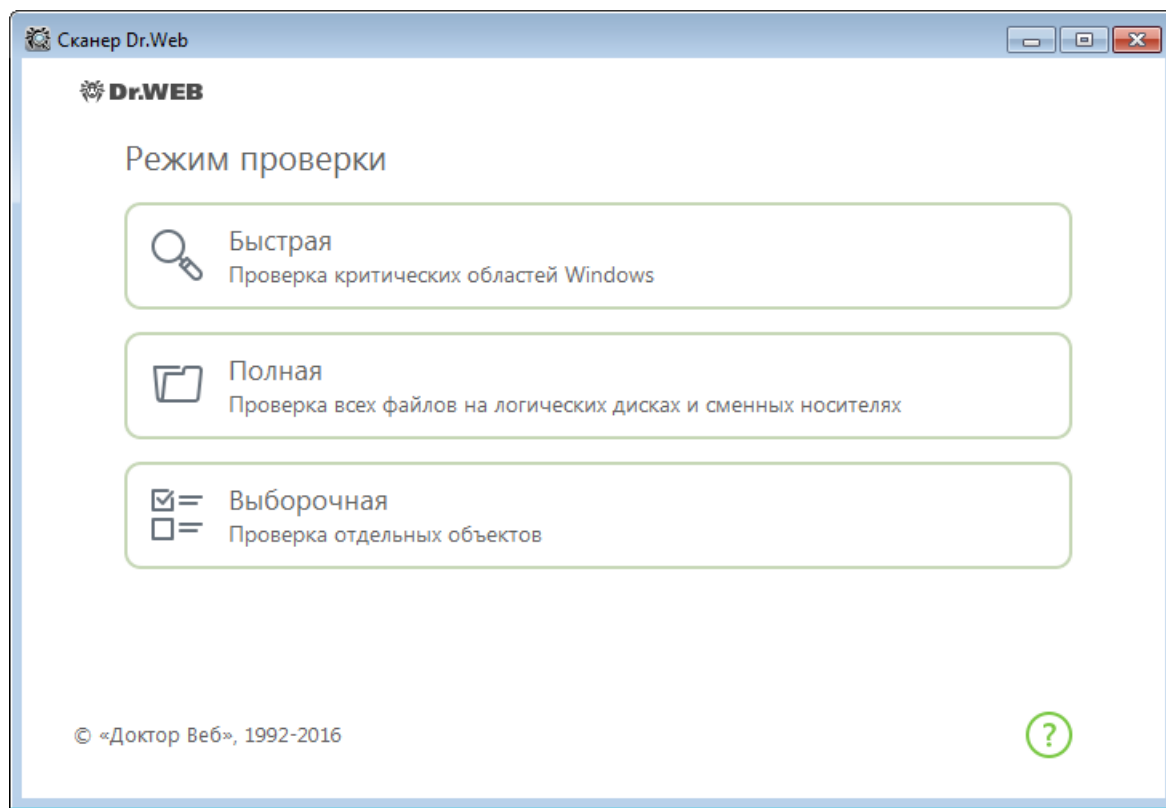 Сканер Dr.Web
Dr.WEB
Режим проверки
Быстрая
Проверка критических областей Windows
Полная
Проверка всех файлов на логических дисках и сменных носителях
Выборочная
Проверка отдельных объектов
© «Доктор Веб», 1992-2016
?